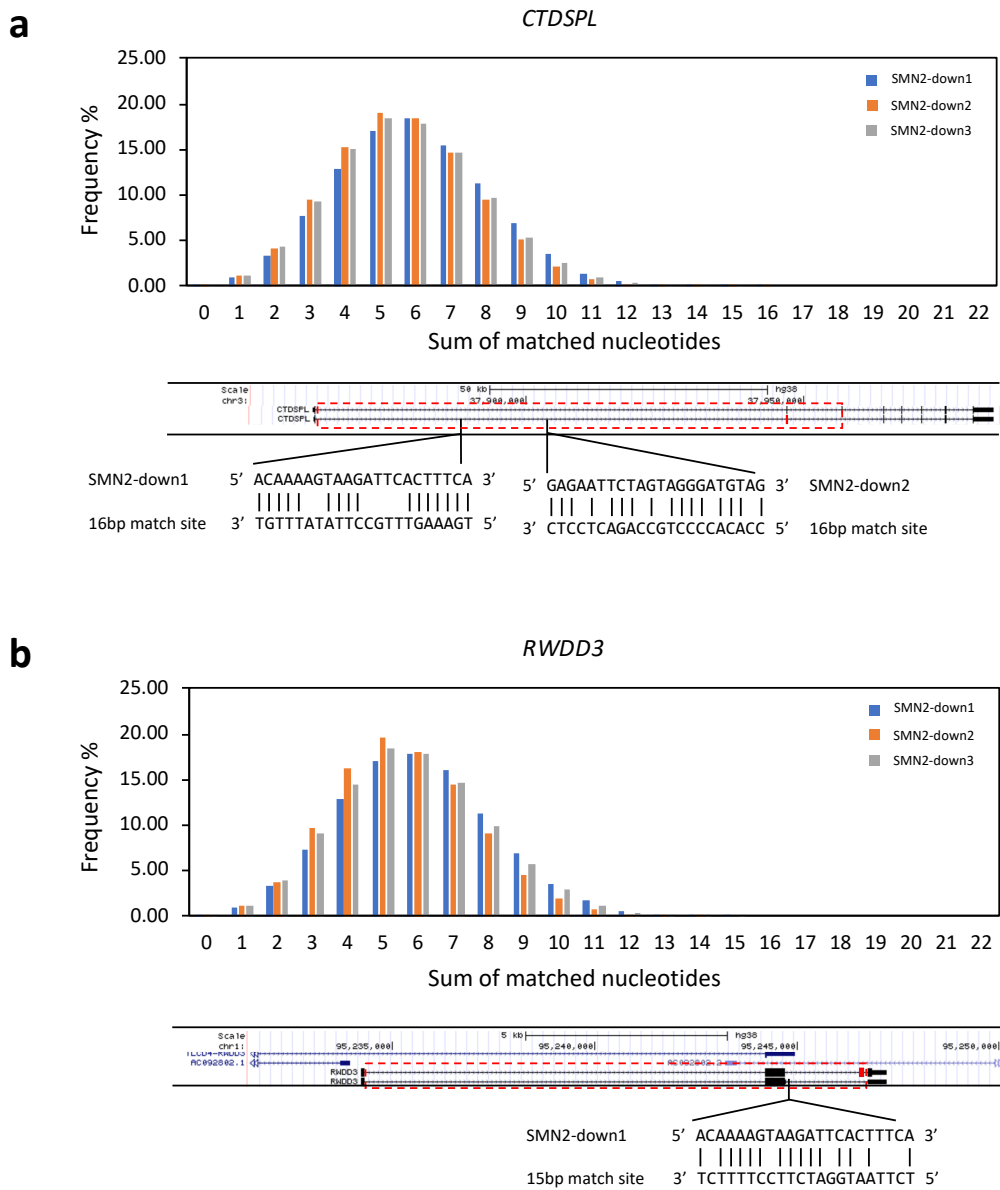 a
CTDSPL
25.00
20.00
15.00
10.00
5.00
0.00
Frequency %
SMN2-down1
SMN2-down2
SMN2-down3
0 1 2 3 4 5 6 7 8 9 10 11 12 13 14 15 16 17 18 19 20 21 22
Sum of matched nucleotides
Scale 50 kb hg38
chr3: 37,900,000 37,950,000
CTDSPL
CTDSPL
SMN2-down1 5’ ACAAAAGTAAGATTCACTTTCA 3’
16bp match site 3’ TGTTTATATTCCGTTTGAAAGT 5’
5’ GAGAATTCTAGTAGGGATGTAG 3’ SMN2-down2
3’ CTCCTCAGACCGTCCCCACACC 5’ 16bp match site
b
RWDD3
25.00
20.00
15.00
10.00
5.00
0.00
Frequency %
SMN2-down1
SMN2-down2
SMN2-down3
0 1 2 3 4 5 6 7 8 9 10 11 12 13 14 15 16 17 18 19 20 21 22
Sum of matched nucleotides
Scale 5 kb hg38
chr1: 95,235,000 95,240,000 95,245,000 95,250,000
TLCD4-RWDD3
AC092802.1 AC092802.2
RWDD3
RWDD3
SMN2-down1 5’ ACAAAAGTAAGATTCACTTTCA 3’
15bp match site 3’ TCTTTTCCTTCTAGGTAATTCT 5’